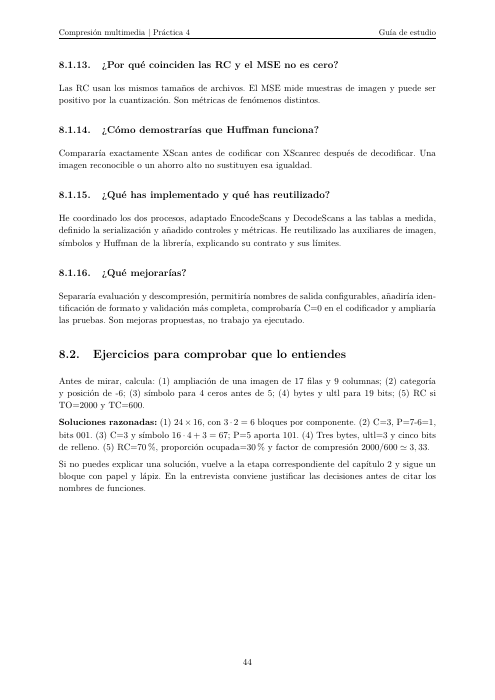 Compresión multimedia | Práctica 4 Guía de estudio
8.1.13. ¿Por qué coinciden las RC y el MSE no es cero?
Las RC usan los mismos tamaños de archivos. El MSE mide muestras de imagen y puede ser
positivo por la cuantización. Son métricas de fenómenos distintos.
8.1.14. ¿Cómo demostrarías que Huffman funciona?
Compararía exactamente XScan antes de codificar con XScanrec después de decodificar. Una
imagen reconocible o un ahorro alto no sustituyen esa igualdad.
8.1.15. ¿Qué has implementado y qué has reutilizado?
He coordinado los dos procesos, adaptado EncodeScans y DecodeScans a las tablas a medida,
definido la serialización y añadido controles y métricas. He reutilizado las auxiliares de imagen,
símbolos y Huffman de la librería, explicando su contrato y sus límites.
8.1.16. ¿Qué mejorarías?
Separaría evaluación y descompresión, permitiría nombres de salida configurables, añadiría iden-
tificación de formato y validación más completa, comprobaría C=0 en el codificador y ampliaría
las pruebas. Son mejoras propuestas, no trabajo ya ejecutado.
8.2. Ejercicios para comprobar que lo entiendes
Antes de mirar, calcula: (1) ampliación de una imagen de 17 filas y 9 columnas; (2) categoría
y posición de -6; (3) símbolo para 4 ceros antes de 5; (4) bytes y ultl para 19 bits; (5) RC si
TO=2000 y TC=600.
Soluciones razonadas: (1) 24 × 16, con 3 · 2 = 6 bloques por componente. (2) C=3, P=7-6=1,
bits 001. (3) C=3 y símbolo 16 · 4 + 3 = 67; P=5 aporta 101. (4) Tres bytes, ultl=3 y cinco bits
de relleno. (5) RC=70 %, proporción ocupada=30 % y factor de compresión 2000/600 ≃ 3,33.
Si no puedes explicar una solución, vuelve a la etapa correspondiente del capítulo 2 y sigue un
bloque con papel y lápiz. En la entrevista conviene justificar las decisiones antes de citar los
nombres de funciones.
44